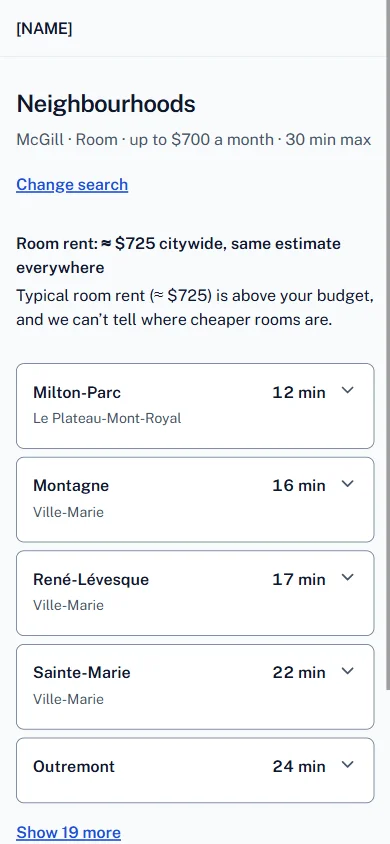 [NAME]
Neighbourhoods
McGill · Room · up to $700 a month · 30 min max
Change search
Room rent: ≈ $725 citywide, same estimate
everywhere
Typical room rent (≈ $725) is above your budget,
and we can’t tell where cheaper rooms are.
Milton-Parc 12 min
Le Plateau-Mont-Royal
Montagne 16 min
Ville-Marie
René-Lévesque 17 min
Ville-Marie
Sainte-Marie 22 min
Ville-Marie
Outremont 24 min
Show 19 more